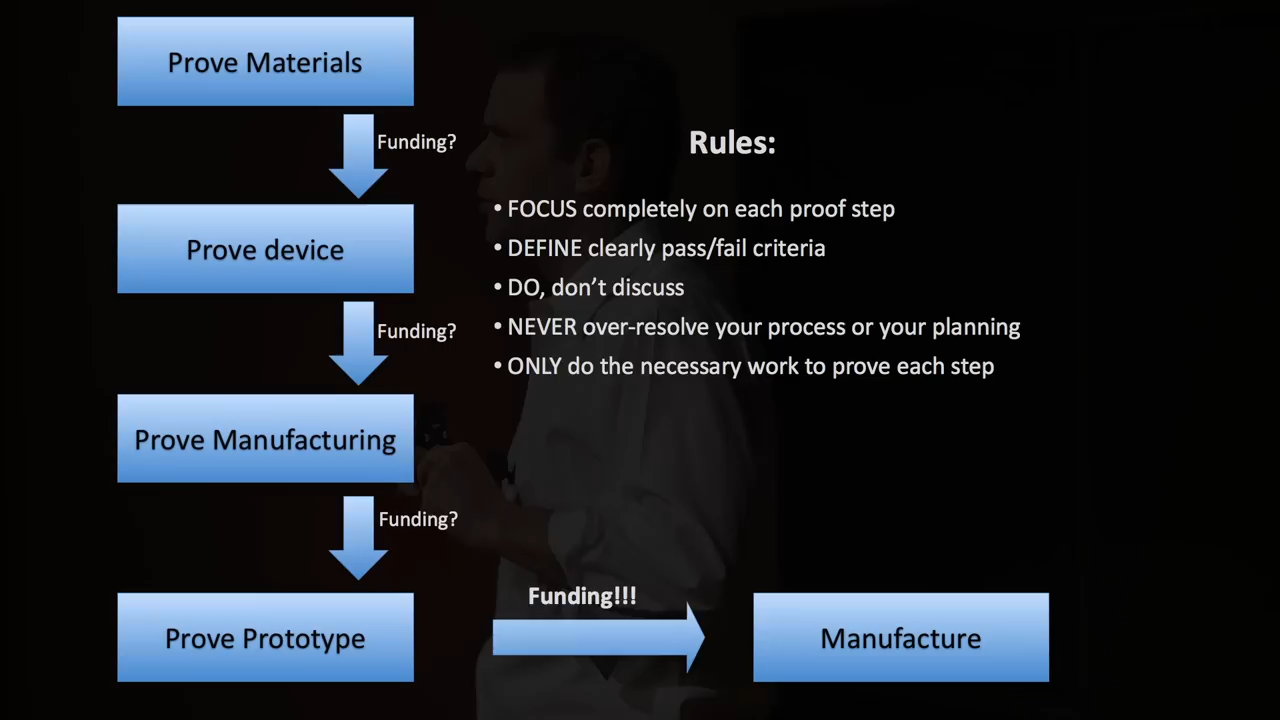 Prove Materials
Funding?
Prove device
Funding?
Prove Manufacturing
Funding?
Prove Prototype
Funding!!!
Manufacture
Rules:
• FOCUS completely on each proof step
• DEFINE clearly pass/fail criteria
• DO, don’t discuss
• NEVER over-resolve your process or your planning
• ONLY do the necessary work to prove each step